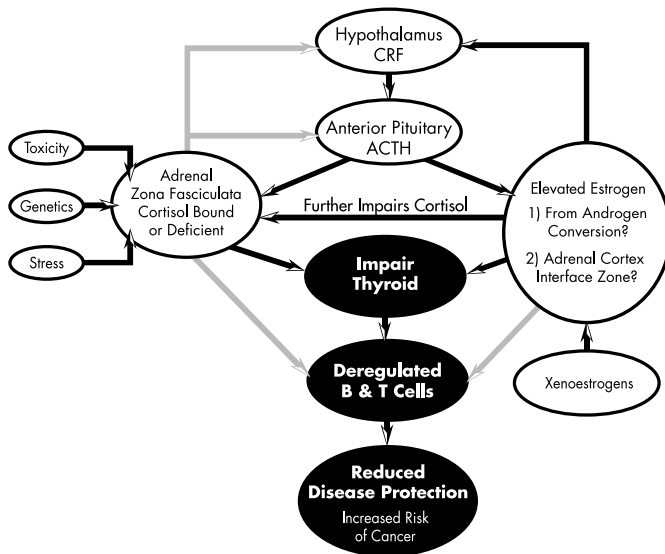 Hypothalamus
CRF
Anterior Pituitary
ACTH
Toxicity
Genetics
Stress
Adrenal
Zona Fasciculata
Cortisol Bound
or Deficient
Further Impairs Cortisol
Elevated Estrogen
1) From Androgen
Conversion?
2) Adrenal Cortex
Interface Zone?
Impair
Thyroid
Deregulated
B & T Cells
Xenoestrogens
Reduced
Disease Protection
Increased Risk
of Cancer